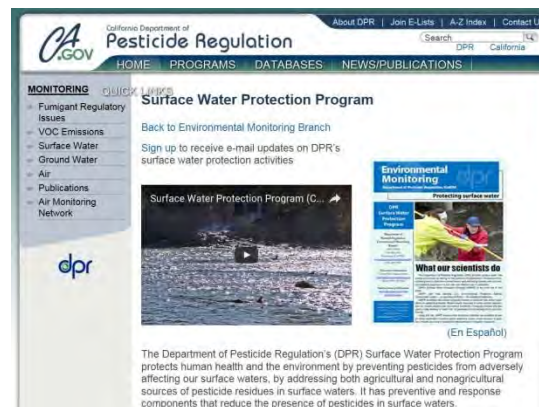 About DPR | Join E-Lists | A-Z Index | Contact U
CA.GOV
California Department of
Pesticide Regulation
Search
DPR California
HOME PROGRAMS DATABASES NEWS/PUBLICATIONS
QUICK LINKS
MONITORING
Fumigant Regulatory
Issues
VOC Emissions
Surface Water
Ground Water
Air
Publications
Air Monitoring
Network
dpr
Surface Water Protection Program
Back to Environmental Monitoring Branch
Sign up to receive e-mail updates on DPR's
surface water protection activities
Surface Water Protection Program (C...
Environmental
Monitoring
Protecting surface water
DPR
Surface Water
Protection
Program
dpr
What our scientists do
(En Español)
The Department of Pesticide Regulation's (DPR) Surface Water Protection Program
protects human health and the environment by preventing pesticides from adversely
affecting our surface waters, by addressing both agricultural and nonagricultural
sources of pesticide residues in surface waters. It has preventive and response
components that reduce the presence of pesticides in surface waters.